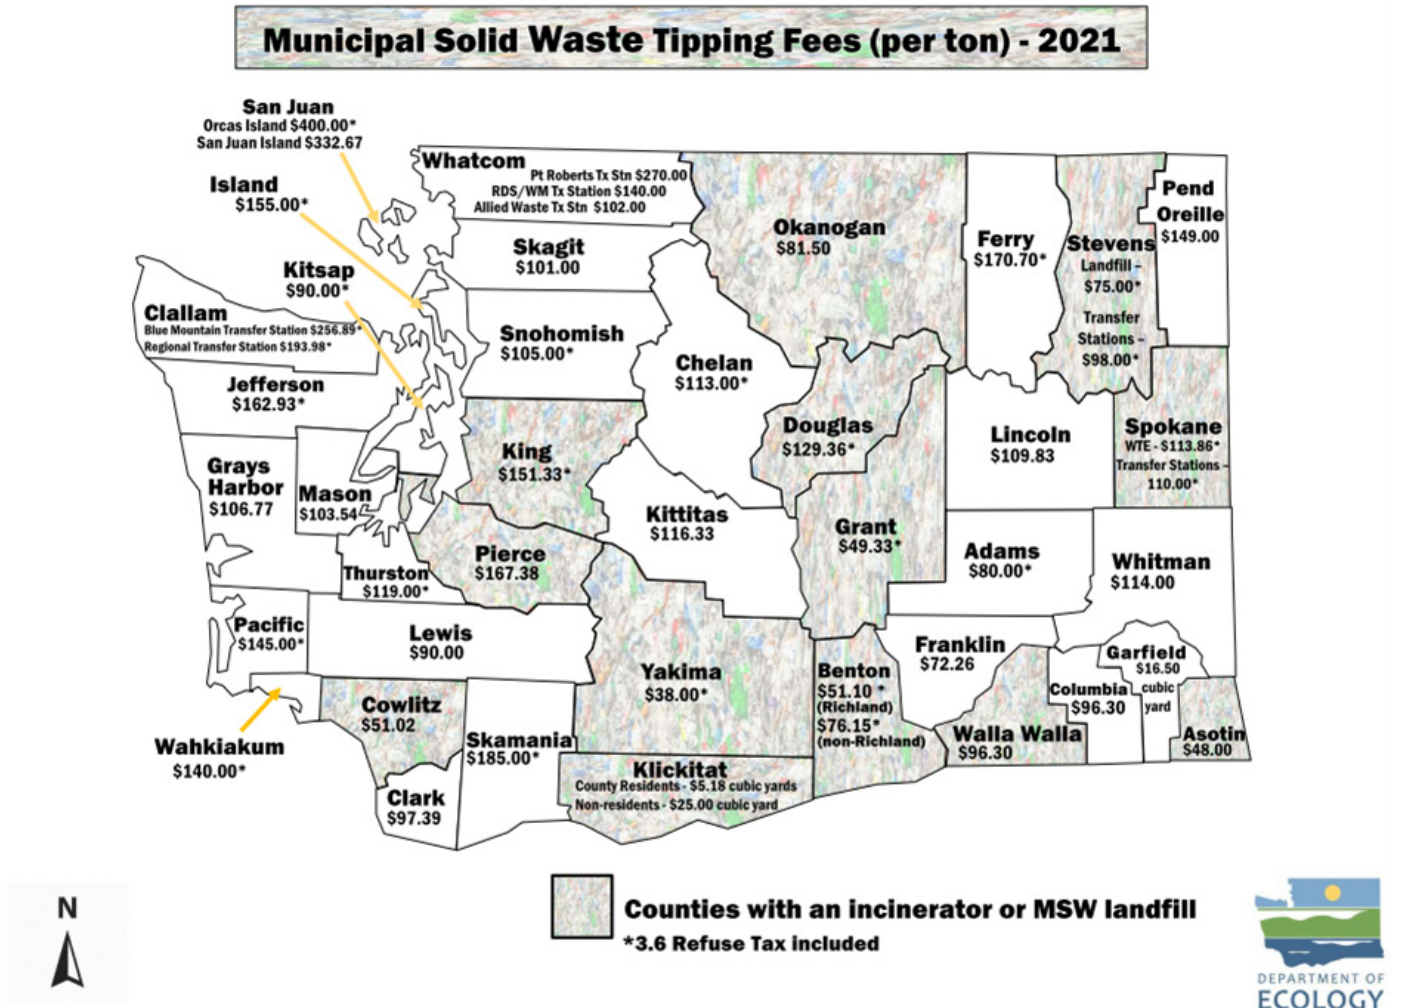 Municipal Solid Waste Tipping Fees (per ton) - 2021
San Juan
Orcas Island $400.00*
San Juan Island $332.67
Whatcom
Pt Roberts Tx Stn $270.00
RDS/WM Tx Station $140.00
Allied Waste Tx Stn $102.00
Island
$155.00*
Skagit
$101.00
Okanogan
$81.50
Ferry
$170.70*
Stevens
Landfill –
$75.00*
Transfer
Stations –
$98.00*
Pend
Oreille
$149.00
Kitsap
$90.00*
Clallam
Blue Mountain Transfer Station $256.89*
Regional Transfer Station $193.98*
Snohomish
$105.00*
Chelan
$113.00*
Jefferson
$162.93*
Douglas
$129.36*
Lincoln
$109.83
Spokane
WTE - $113.86*
Transfer Stations –
110.00*
King
$151.33*
Grays
Harbor
$106.77
Mason
$103.54
Kittitas
$116.33
Grant
$49.33*
Adams
$80.00*
Whitman
$114.00
Pierce
$167.38
Thurston
$119.00*
Pacific
$145.00*
Lewis
$90.00
Yakima
$38.00*
Benton
$51.10 *
(Richland)
$76.15*
(non-Richland)
Franklin
$72.26
Garfield
$16.50
cubic
yard
Columbia
$96.30
Walla Walla
$96.30
Asotin
$48.00
Cowlitz
$51.02
Wahkiakum
$140.00*
Skamania
$185.00*
Klickitat
County Residents - $5.18 cubic yards
Non-residents - $25.00 cubic yard
Clark
$97.39
N
Counties with an incinerator or MSW landfill
*3.6 Refuse Tax included
DEPARTMENT OF
ECOLOGY